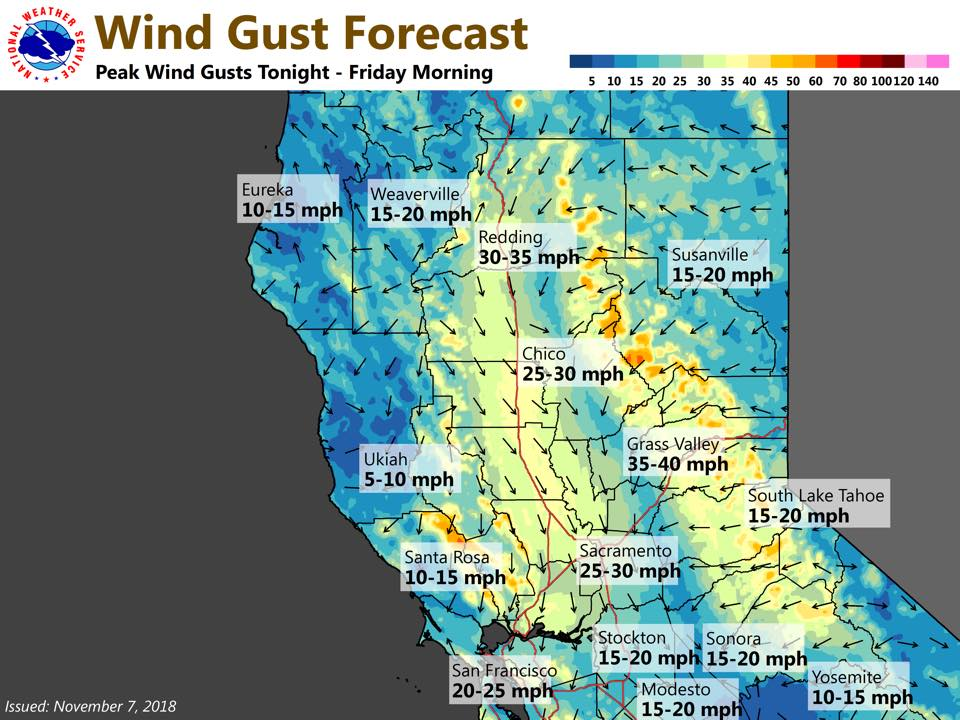 NATIONAL WEATHER SERVICE
Wind Gust Forecast
Peak Wind Gusts Tonight - Friday Morning
5 10 15 20 25 30 35 40 45 50 60 70 80 100 120 140
Eureka
10-15 mph
Weaverville
15-20 mph
Redding
30-35 mph
Susanville
15-20 mph
Chico
25-30 mph
Grass Valley
35-40 mph
Ukiah
5-10 mph
South Lake Tahoe
15-20 mph
Santa Rosa
10-15 mph
Sacramento
25-30 mph
Stockton
15-20 mph
Sonora
15-20 mph
San Francisco
20-25 mph
Modesto
15-20 mph
Yosemite
10-15 mph
Issued: November 7, 2018